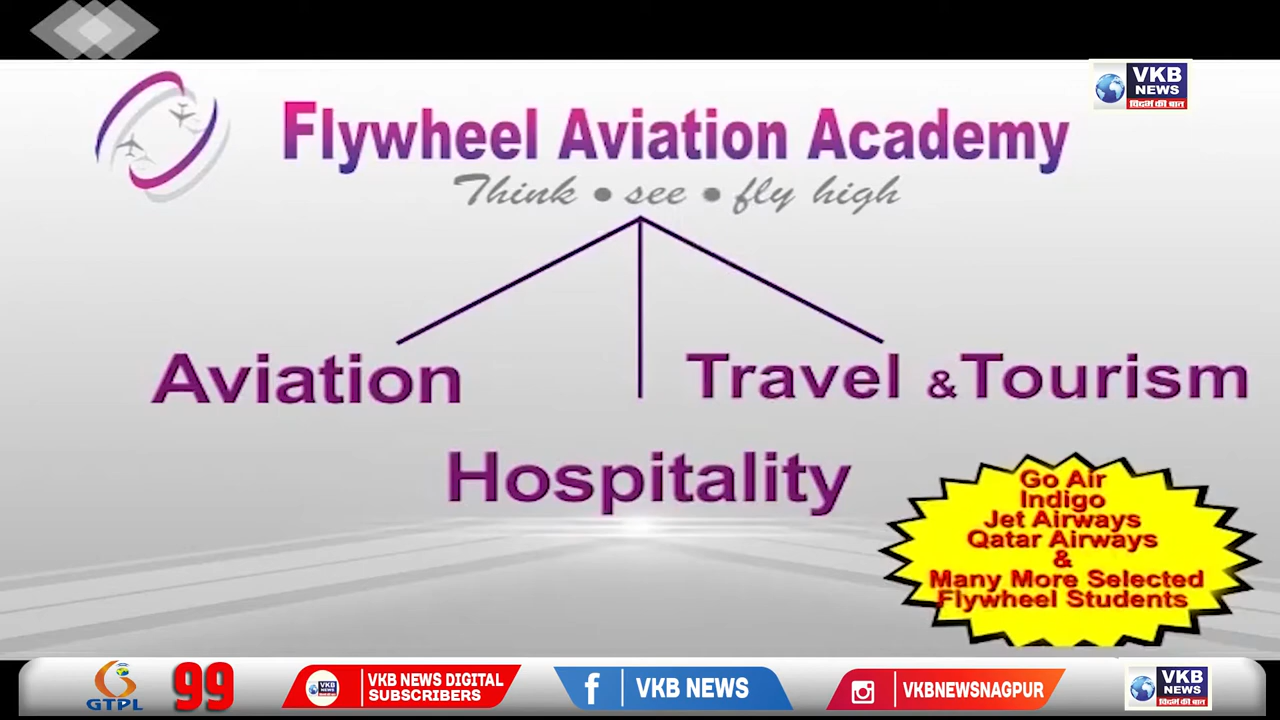 VKB
NEWS
विदर्भ की बात
Flywheel Aviation Academy
Think • see • fly high
Aviation
Travel & Tourism
Hospitality
Go Air
Indigo
Jet Airways
Qatar Airways
&
Many More Selected
Flywheel Students
GTPL
99
VKB
NEWS
VKB NEWS DIGITAL
SUBSCRIBERS
f
VKB NEWS
VKBNEWSNAGPUR
VKB
NEWS
विदर्भ की बात